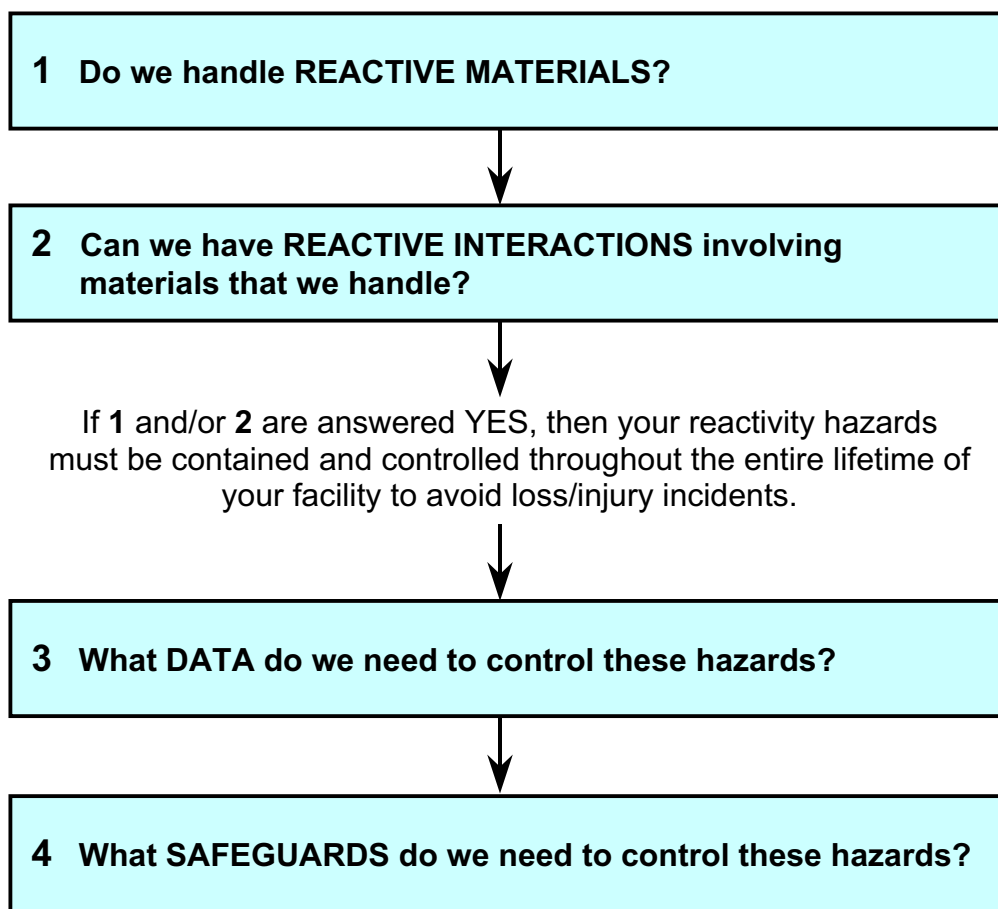 1 Do we handle REACTIVE MATERIALS?
2 Can we have REACTIVE INTERACTIONS involving
materials that we handle?
If 1 and/or 2 are answered YES, then your reactivity hazards
must be contained and controlled throughout the entire lifetime of
your facility to avoid loss/injury incidents.
3 What DATA do we need to control these hazards?
4 What SAFEGUARDS do we need to control these hazards?